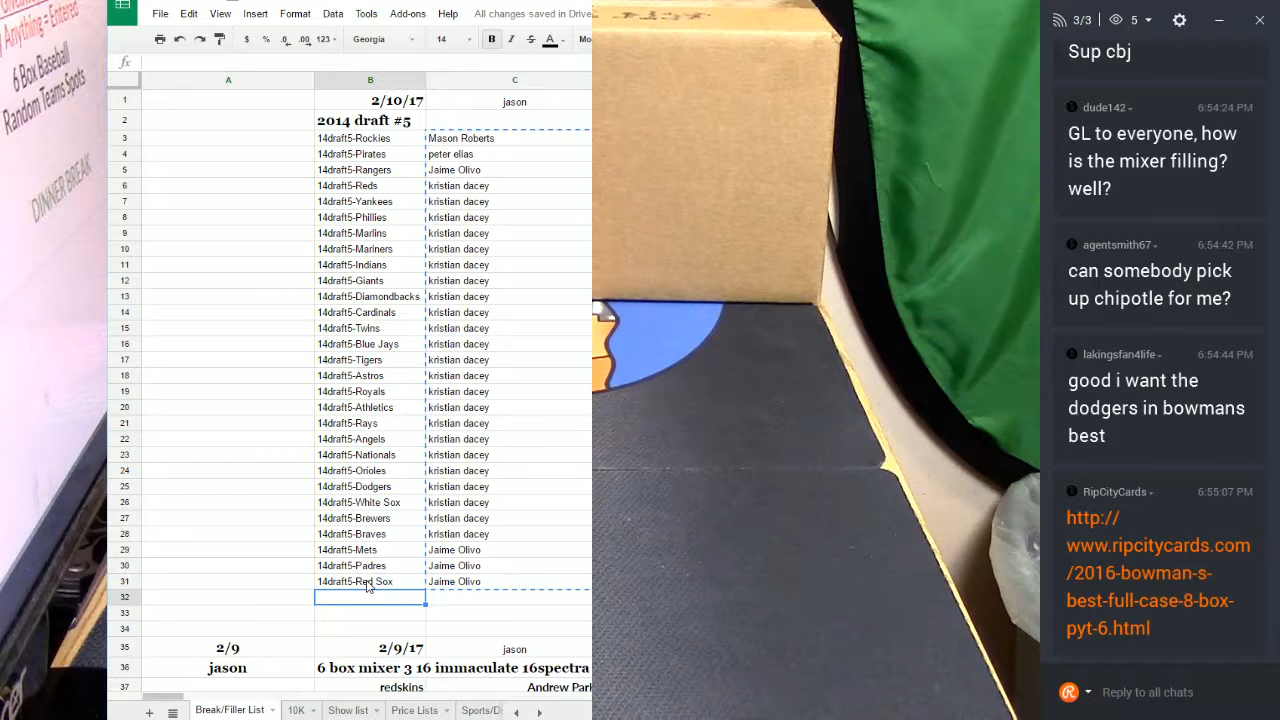 Anything = Entered
6 Box Baseball
Random Teams Spots
DINNER BREAK
File Edit View Insert Format Data Tools Add-ons Help All changes saved in Drive
$ % .0 .00 123 Georgia 14 B I S A
fx
A B C
1 2/10/17 jason
2 2014 draft #5
3 14draft5-Rockies Mason Roberts
4 14draft5-Pirates peter elias
5 14draft5-Rangers Jaime Olivo
6 14draft5-Reds kristian dacey
7 14draft5-Yankees kristian dacey
8 14draft5-Phillies kristian dacey
9 14draft5-Marlins kristian dacey
10 14draft5-Mariners kristian dacey
11 14draft5-Indians kristian dacey
12 14draft5-Giants kristian dacey
13 14draft5-Diamondbacks kristian dacey
14 14draft5-Cardinals kristian dacey
15 14draft5-Twins kristian dacey
16 14draft5-Blue Jays kristian dacey
17 14draft5-Tigers kristian dacey
18 14draft5-Astros kristian dacey
19 14draft5-Royals kristian dacey
20 14draft5-Athletics kristian dacey
21 14draft5-Rays kristian dacey
22 14draft5-Angels kristian dacey
23 14draft5-Nationals kristian dacey
24 14draft5-Orioles kristian dacey
25 14draft5-Dodgers kristian dacey
26 14draft5-White Sox kristian dacey
27 14draft5-Brewers kristian dacey
28 14draft5-Braves kristian dacey
29 14draft5-Mets Jaime Olivo
30 14draft5-Padres Jaime Olivo
31 14draft5-Red Sox Jaime Olivo
32
33
34
35 2/9 2/9/17 jason
36 jason 6 box mixer 3 16 immaculate 16spectra
37 redskins Andrew Par
Break/Filler List 10K Show list Price Lists Sports/Di
3/3 5
Sup cbj
dude142 6:54:24 PM
GL to everyone, how
is the mixer filling?
well?
agentsmith67 6:54:42 PM
can somebody pick
up chipotle for me?
lakingsfan4life 6:54:44 PM
good i want the
dodgers in bowmans
best
RipCityCards 6:55:07 PM
http://
www.ripcitycards.com
/2016-bowman-s-
best-full-case-8-box-
pyt-6.html
Reply to all chats